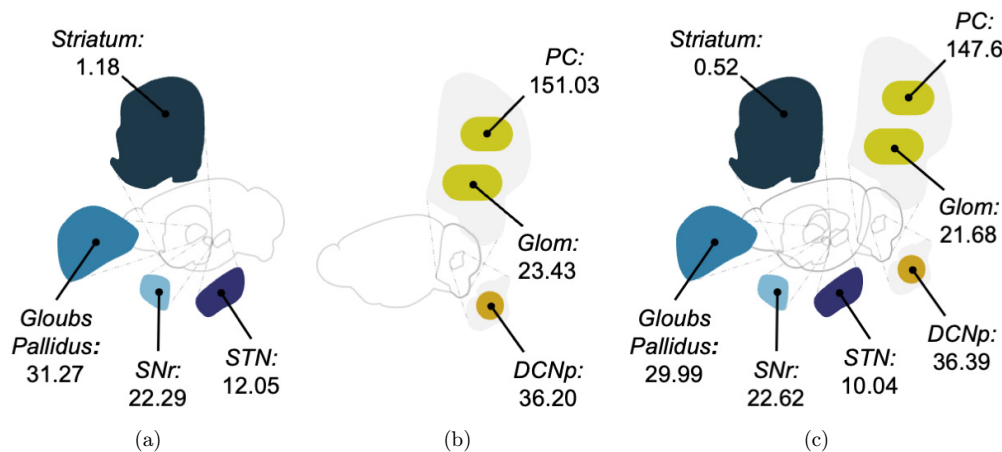 Striatum:
1.18
Gloubs
Pallidus:
31.27
SNr:
22.29
STN:
12.05
(a)
PC:
151.03
Glom:
23.43
DCNp:
36.20
(b)
Striatum:
0.52
PC:
147.6
Glom:
21.68
Gloubs
Pallidus:
29.99
SNr:
22.62
STN:
10.04
DCNp:
36.39
(c)